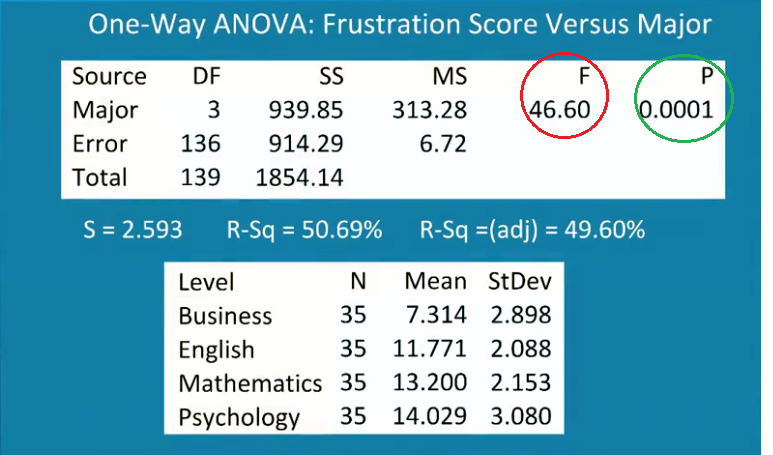 One-Way ANOVA: Frustration Score Versus Major
Source DF SS MS F P
Major 3 939.85 313.28 46.60 0.0001
Error 136 914.29 6.72
Total 139 1854.14
S = 2.593 R-Sq = 50.69% R-Sq =(adj) = 49.60%
Level N Mean StDev
Business 35 7.314 2.898
English 35 11.771 2.088
Mathematics 35 13.200 2.153
Psychology 35 14.029 3.080